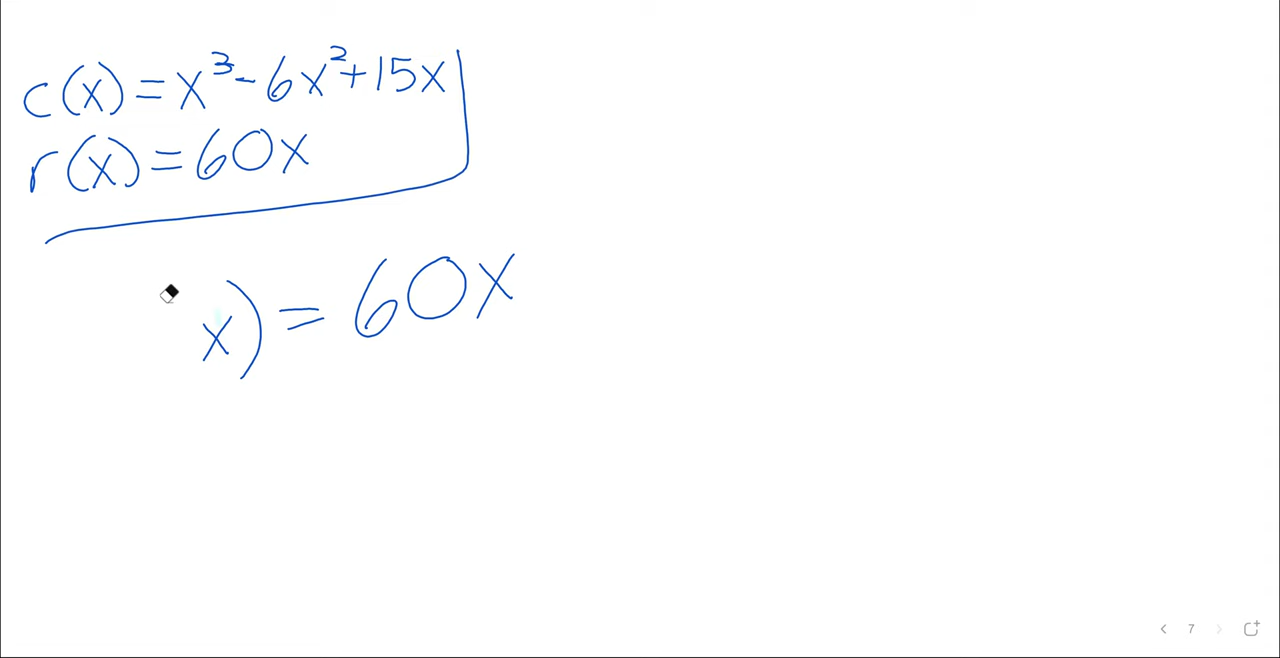 c(x) = x³ - 6x² + 15x
r(x) = 60x
x) = 60x
7